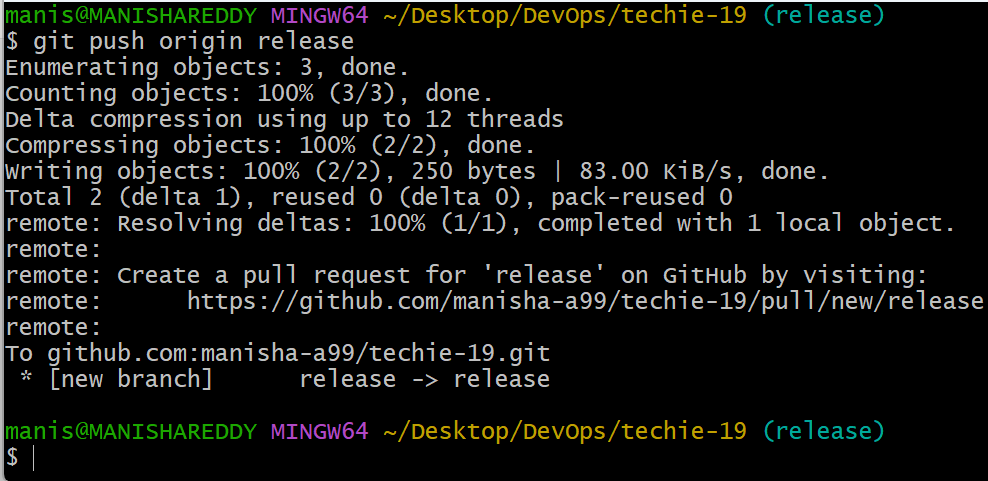 manis@MANISHAREDDY MINGW64 ~/Desktop/DevOps/techie-19 (release)
$ git push origin release
Enumerating objects: 3, done.
Counting objects: 100% (3/3), done.
Delta compression using up to 12 threads
Compressing objects: 100% (2/2), done.
Writing objects: 100% (2/2), 250 bytes | 83.00 KiB/s, done.
Total 2 (delta 1), reused 0 (delta 0), pack-reused 0
remote: Resolving deltas: 100% (1/1), completed with 1 local object.
remote:
remote: Create a pull request for 'release' on GitHub by visiting:
remote:      https://github.com/manisha-a99/techie-19/pull/new/release
remote:
To github.com:manisha-a99/techie-19.git
 * [new branch]      release -> release
manis@MANISHAREDDY MINGW64 ~/Desktop/DevOps/techie-19 (release)
$